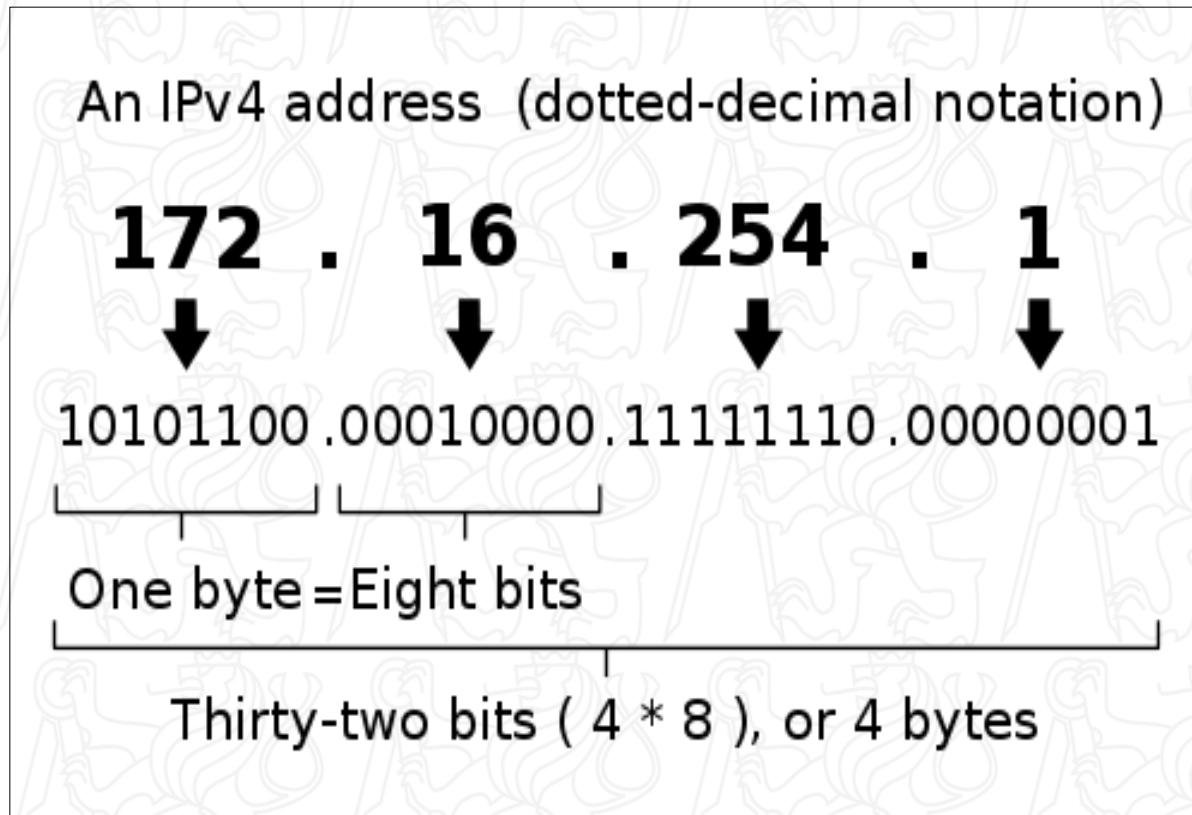 An IPv4 address (dotted-decimal notation)
172 . 16 . 254 . 1
10101100 .00010000 .11111110 .00000001
One byte = Eight bits
Thirty-two bits ( 4 * 8 ), or 4 bytes